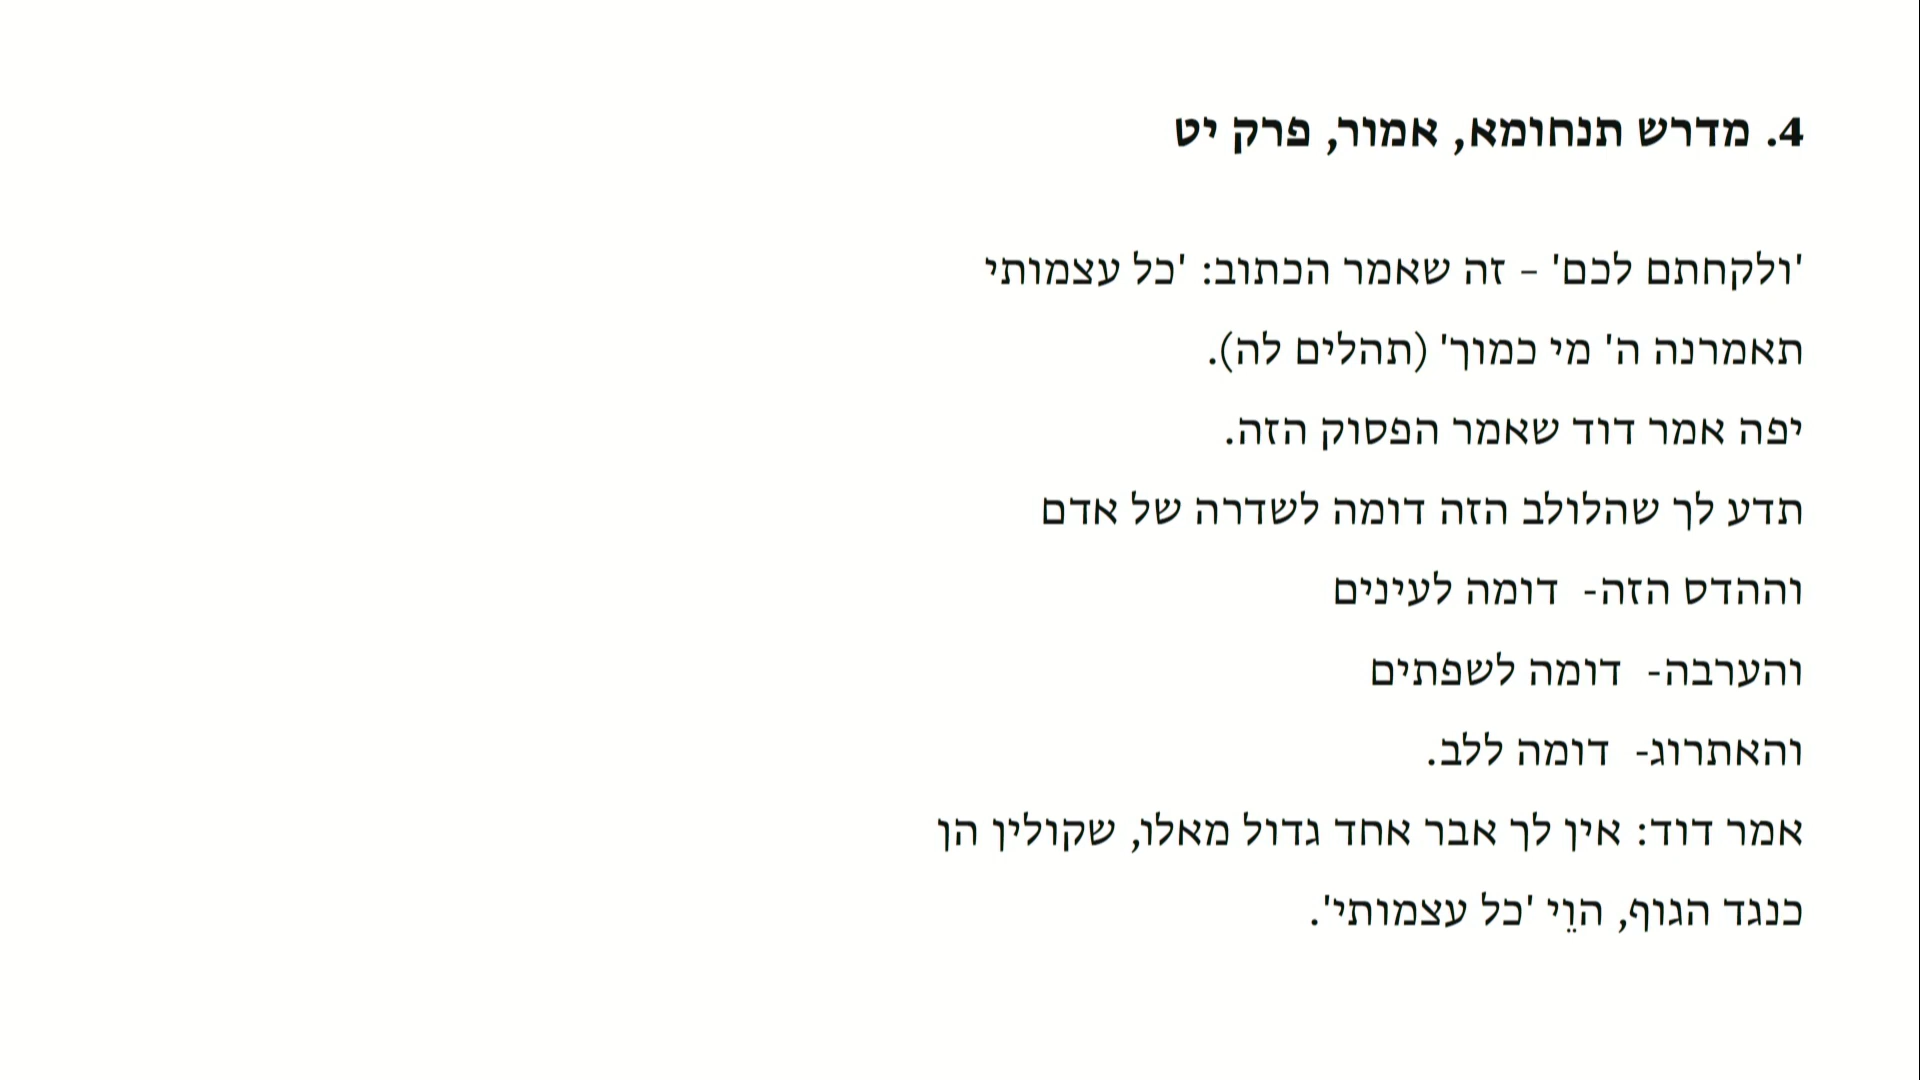 4. מדרש תנחומא, אמור, פרק יט
'ולקחתם לכם' – זה שאמר הכתוב: 'כל עצמותי
תאמרנה ה' מי כמוך' (תהלים לה).
יפה אמר דוד שאמר הפסוק הזה.
תדע לך שהלולב הזה דומה לשדרה של אדם
וההדס הזה- דומה לעינים
והערבה- דומה לשפתים
והאתרוג- דומה ללב.
אמר דוד: אין לך אבר אחד גדול מאלו, שקולין הן
כנגד הגוף, הוֵי 'כל עצמותי'.